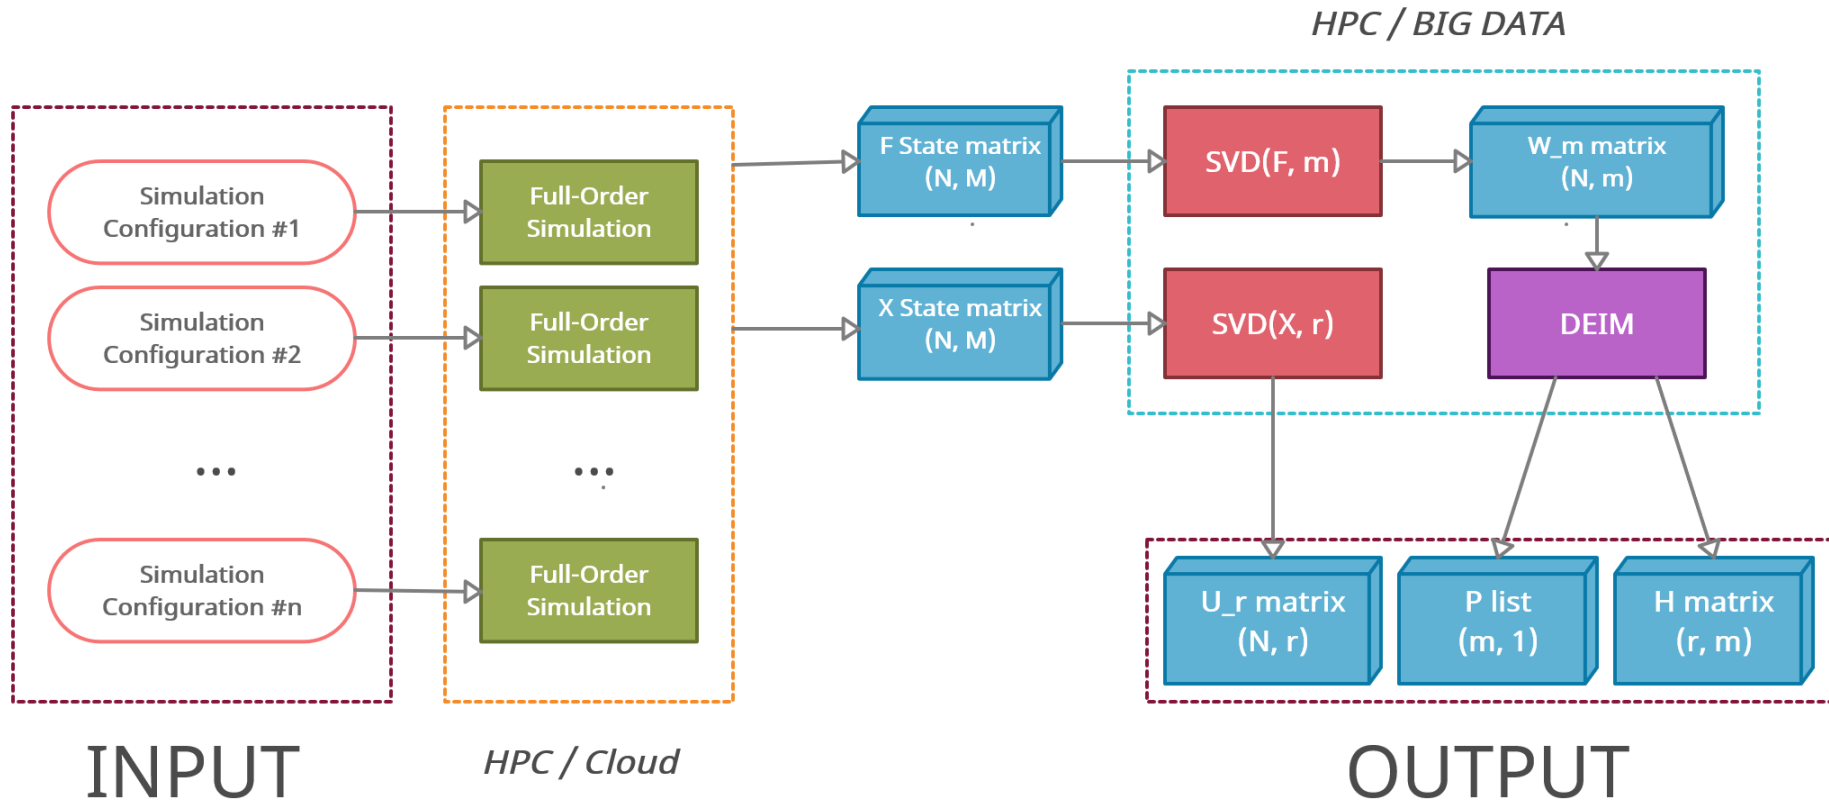 HPC / BIG DATA
Simulation
Configuration #1
Simulation
Configuration #2
...
Simulation
Configuration #n
INPUT
Full-Order
Simulation
Full-Order
Simulation
...
Full-Order
Simulation
HPC / Cloud
F State matrix
(N, M)
X State matrix
(N, M)
SVD(F, m)
W_m matrix
(N, m)
SVD(X, r)
DEIM
U_r matrix
(N, r)
P list
(m, 1)
H matrix
(r, m)
OUTPUT